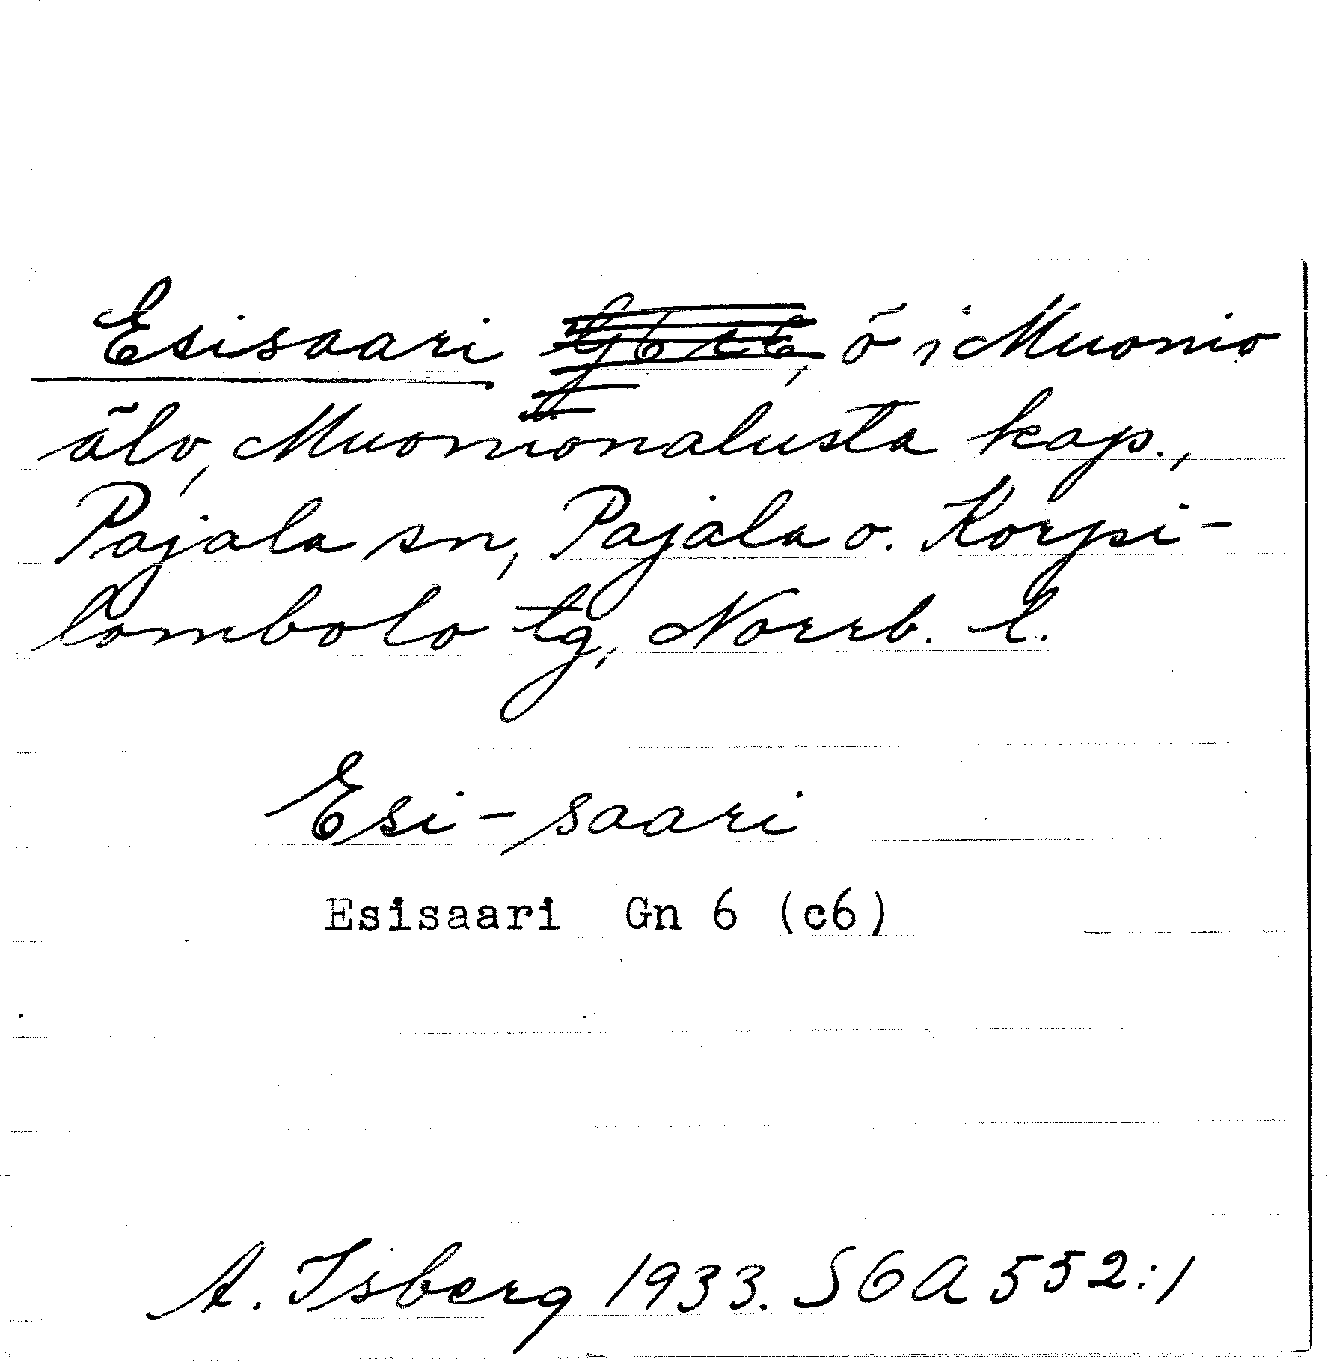 Esisaari, ö i Muonio
älv, Muonionalusta kap.,
Pajala sn, Pajala o. Korpi-
lombolo tg, Norrb. l.
Esi-saari
Esisaari Gn 6 (c6)
A. Isberg 1933. SOA 552:1